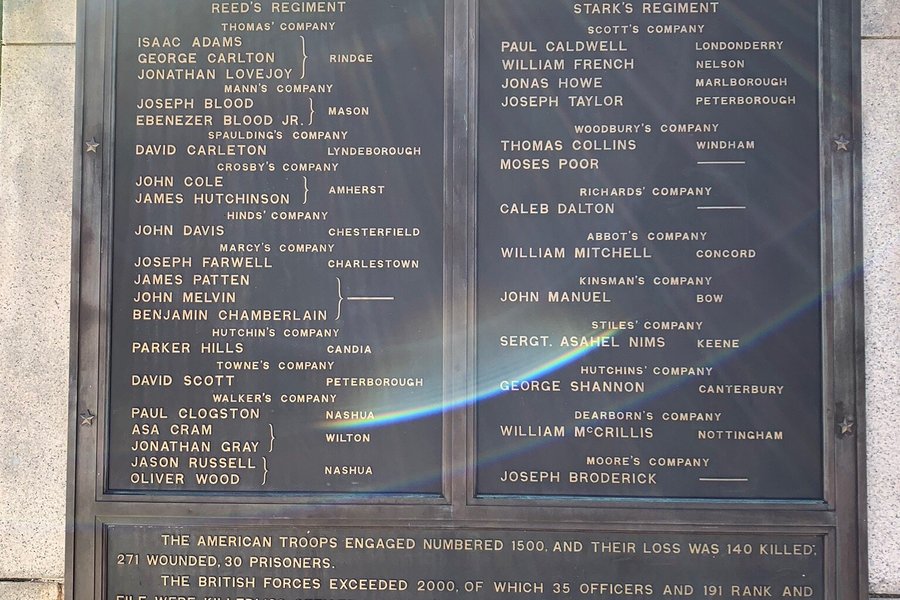 REED'S REGIMENT
THOMAS' COMPANY
ISAAC ADAMS
GEORGE CARLTON
JONATHAN LOVEJOY
RINDGE
MANN'S COMPANY
JOSEPH BLOOD
EBENEZER BLOOD JR.
MASON
SPAULDING'S COMPANY
DAVID CARLETON LYNDEBOROUGH
CROSBY'S COMPANY
JOHN COLE
JAMES HUTCHINSON
AMHERST
HINDS' COMPANY
JOHN DAVIS CHESTERFIELD
MARCY'S COMPANY
JOSEPH FARWELL CHARLESTOWN
JAMES PATTEN
JOHN MELVIN
BENJAMIN CHAMBERLAIN
HUTCHIN'S COMPANY
PARKER HILLS CANDIA
TOWNE'S COMPANY
DAVID SCOTT PETERBOROUGH
WALKER'S COMPANY
PAUL CLOGSTON NASHUA
ASA CRAM
JONATHAN GRAY
WILTON
JASON RUSSELL
OLIVER WOOD
NASHUA
STARK'S REGIMENT
SCOTT'S COMPANY
PAUL CALDWELL LONDONDERRY
WILLIAM FRENCH NELSON
JONAS HOWE MARLBOROUGH
JOSEPH TAYLOR PETERBOROUGH
WOODBURY'S COMPANY
THOMAS COLLINS WINDHAM
MOSES POOR
RICHARDS' COMPANY
CALEB DALTON
ABBOT'S COMPANY
WILLIAM MITCHELL CONCORD
KINSMAN'S COMPANY
JOHN MANUEL BOW
STILES' COMPANY
SERGT. ASAHEL NIMS KEENE
HUTCHINS' COMPANY
GEORGE SHANNON CANTERBURY
DEARBORN'S COMPANY
WILLIAM McCRILLIS NOTTINGHAM
MOORE'S COMPANY
JOSEPH BRODERICK
THE AMERICAN TROOPS ENGAGED NUMBERED 1500, AND THEIR LOSS WAS 140 KILLED,
271 WOUNDED, 30 PRISONERS.
THE BRITISH FORCES EXCEEDED 2000, OF WHICH 35 OFFICERS AND 191 RANK AND
FILE WERE